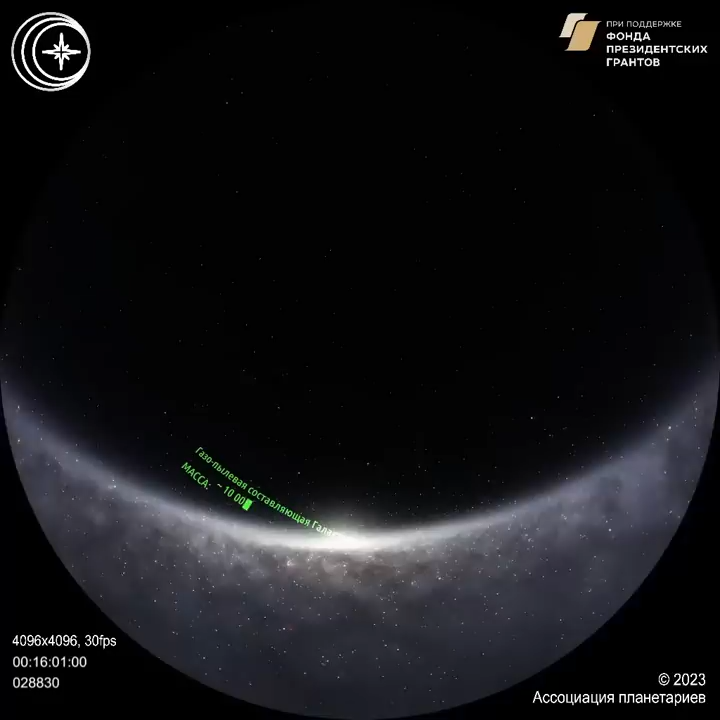 ПРИ ПОДДЕРЖКЕ
ФОНДА
ПРЕЗИДЕНТСКИХ
ГРАНТОВ
Газо-пылевая составляющая
МАССА: ~ 10 00
4096x4096, 30fps
00:16:01:00
028830
© 2023
Ассоциация планетариев